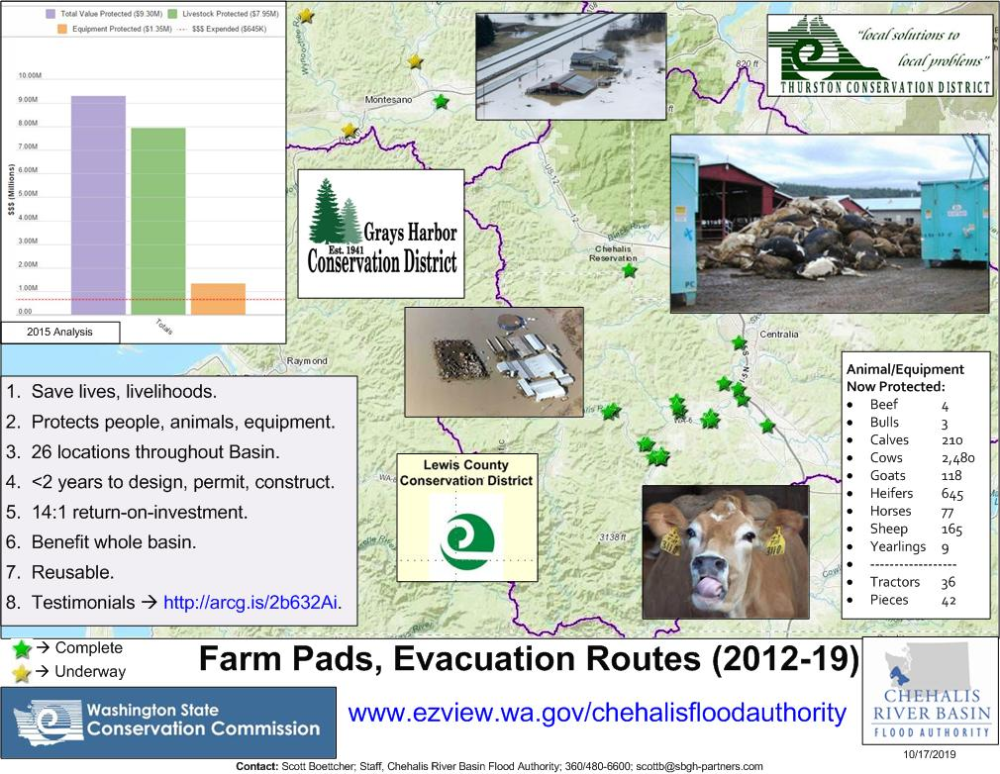 Total Value Protected ($9.30M)
Livestock Protected ($7.95M)
Equipment Protected ($1.35M)
$$$ Expended ($645K)
$$$ (Millions)
10.00M
9.00M
8.00M
7.00M
6.00M
5.00M
4.00M
3.00M
2.00M
1.00M
0.00
Totals
2015 Analysis
Wynoochee River
Montesano
820 ft
US-12
12
Black River
Chehalis
Reservation
Centralia
Raymond
WA-6
3138 ft
"local solutions to
local problems"
THURSTON CONSERVATION DISTRICT
Grays Harbor
Est. 1941
Conservation District
Lewis County
Conservation District
1. Save lives, livelihoods.
2. Protects people, animals, equipment.
3. 26 locations throughout Basin.
4. <2 years to design, permit, construct.
5. 14:1 return-on-investment.
6. Benefit whole basin.
7. Reusable.
8. Testimonials → http://arcg.is/2b632Ai.
Animal/Equipment
Now Protected:
• Beef 4
• Bulls 3
• Calves 210
• Cows 2,480
• Goats 118
• Heifers 645
• Horses 77
• Sheep 165
• Yearlings 9
• ------------------
• Tractors 36
• Pieces 42
→ Complete
→ Underway
Farm Pads, Evacuation Routes (2012-19)
www.ezview.wa.gov/chehalisfloodauthority
Washington State
Conservation Commission
CHEHALIS
RIVER BASIN
FLOOD AUTHORITY
10/17/2019
Contact: Scott Boettcher; Staff, Chehalis River Basin Flood Authority; 360/480-6600; scottb@sbgh-partners.com